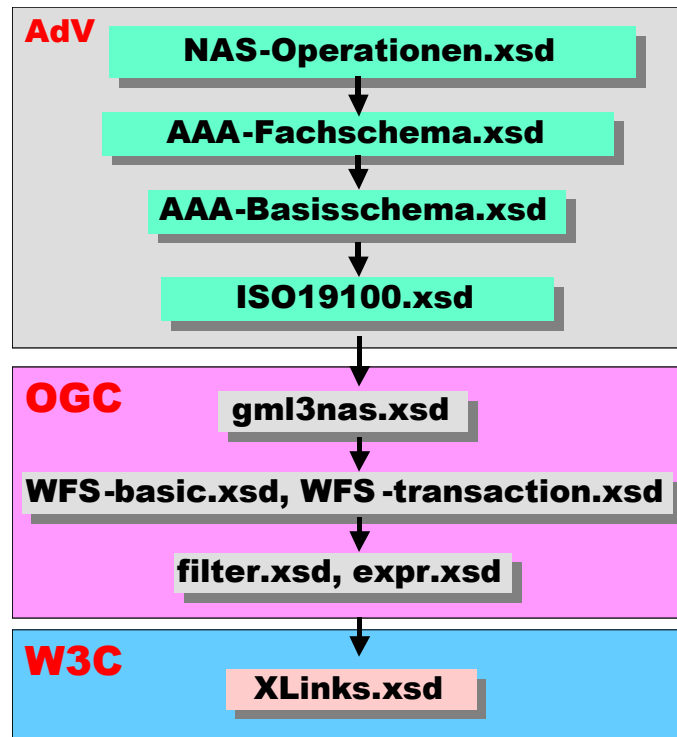 AdV
NAS-Operationen.xsd
AAA-Fachschema.xsd
AAA-Basisschema.xsd
ISO19100.xsd
OGC
gml3nas.xsd
WFS-basic.xsd, WFS-transaction.xsd
filter.xsd, expr.xsd
W3C
XLinks.xsd